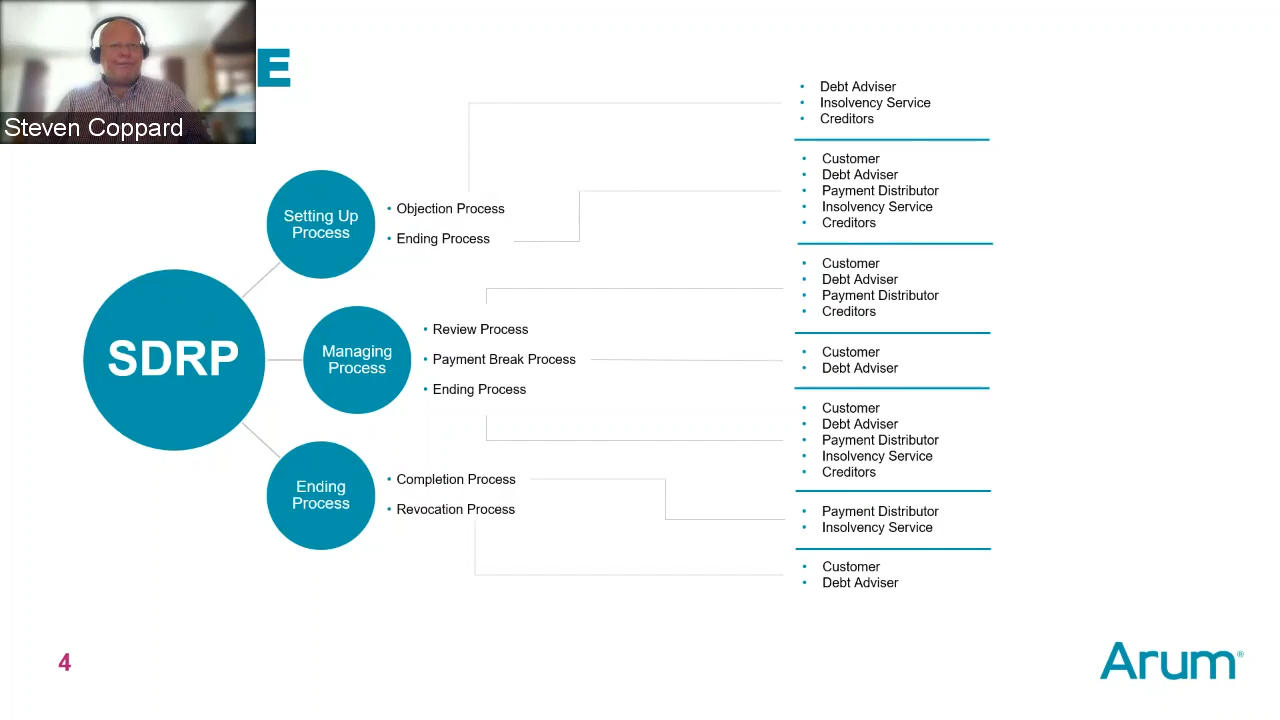 E
Steven Coppard
SDRP
Setting Up
Process
• Objection Process
• Ending Process
Managing
Process
• Review Process
• Payment Break Process
• Ending Process
Ending
Process
• Completion Process
• Revocation Process
• Debt Adviser
• Insolvency Service
• Creditors
• Customer
• Debt Adviser
• Payment Distributor
• Insolvency Service
• Creditors
• Customer
• Debt Adviser
• Payment Distributor
• Creditors
• Customer
• Debt Adviser
• Customer
• Debt Adviser
• Payment Distributor
• Insolvency Service
• Creditors
• Payment Distributor
• Insolvency Service
• Customer
• Debt Adviser
4
Arum®